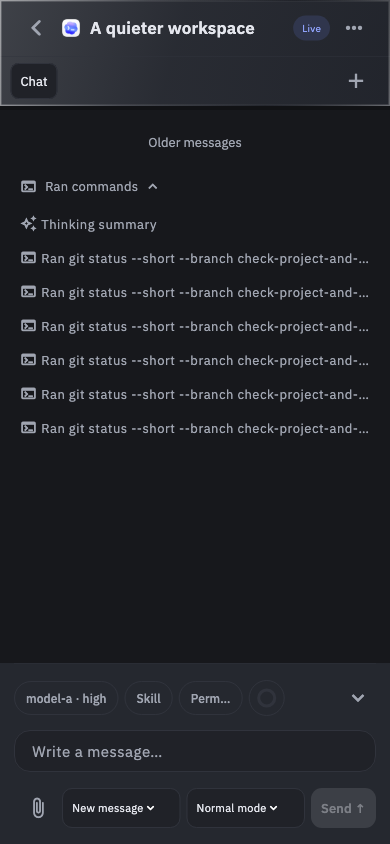 A quieter workspace
Live
Chat
Older messages
Ran commands
Thinking summary
Ran git status --short --branch check-project-and-...
Ran git status --short --branch check-project-and-...
Ran git status --short --branch check-project-and-...
Ran git status --short --branch check-project-and-...
Ran git status --short --branch check-project-and-...
Ran git status --short --branch check-project-and-...
model-a · high
Skill
Perm...
Write a message...
New message
Normal mode
Send ↑